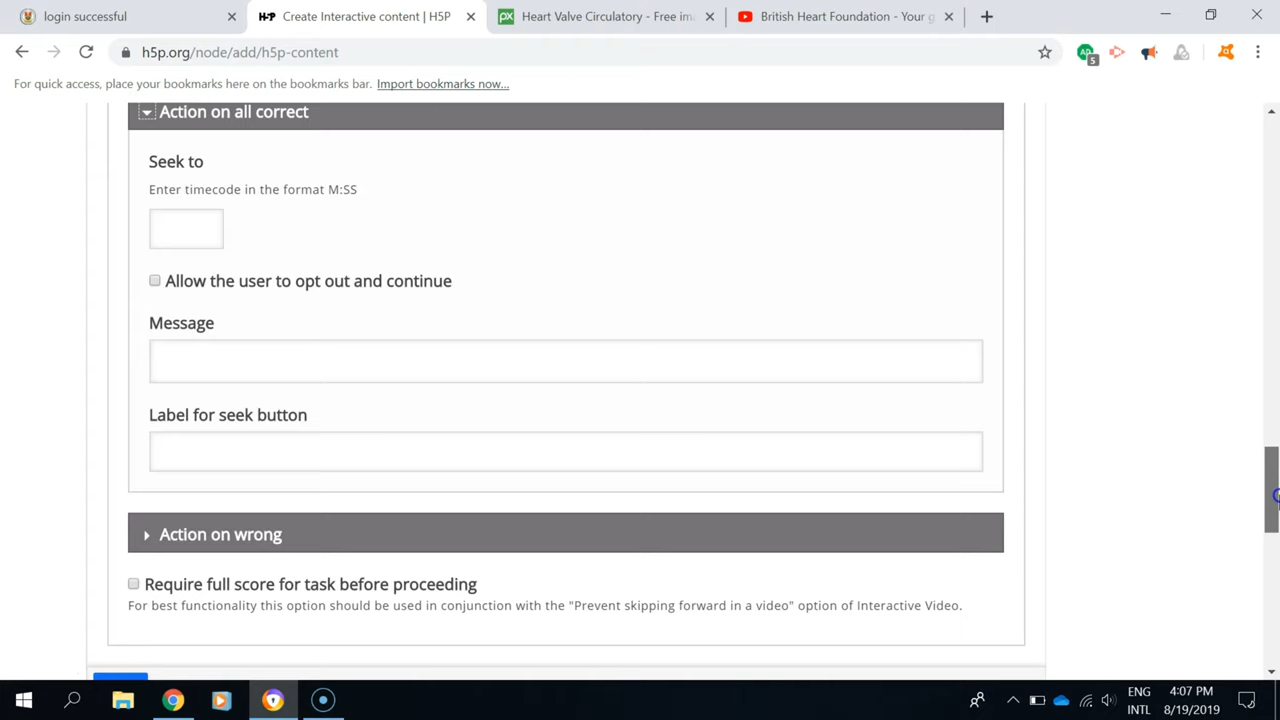 login successful
H-P Create Interactive content | H5P
px Heart Valve Circulatory - Free im
British Heart Foundation - Your g
h5p.org/node/add/h5p-content
5
For quick access, place your bookmarks here on the bookmarks bar. Import bookmarks now...
Action on all correct
Seek to
Enter timecode in the format M:SS
Allow the user to opt out and continue
Message
Label for seek button
Action on wrong
Require full score for task before proceeding
For best functionality this option should be used in conjunction with the "Prevent skipping forward in a video" option of Interactive Video.
ENG
INTL
4:07 PM
8/19/2019